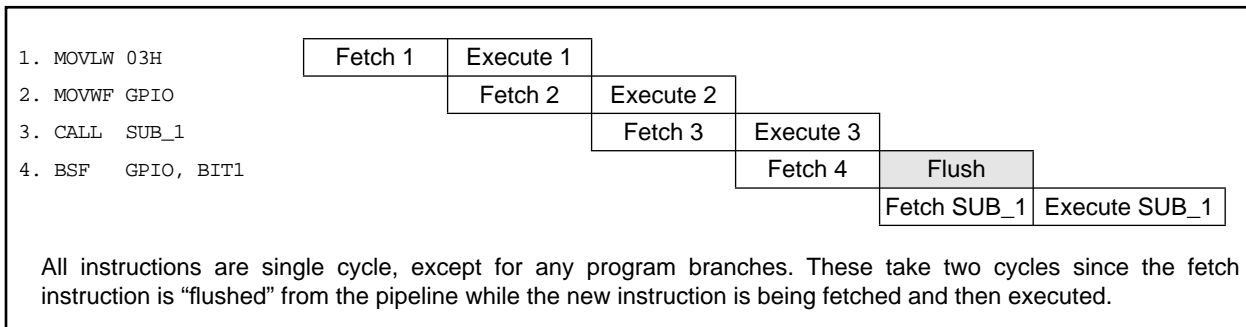 1. MOVLW 03H Fetch 1 Execute 1
2. MOVWF GPIO Fetch 2 Execute 2
3. CALL SUB_1 Fetch 3 Execute 3
4. BSF GPIO, BIT1 Fetch 4 Flush
Fetch SUB_1 Execute SUB_1
All instructions are single cycle, except for any program branches. These take two cycles since the fetch
instruction is “flushed” from the pipeline while the new instruction is being fetched and then executed.